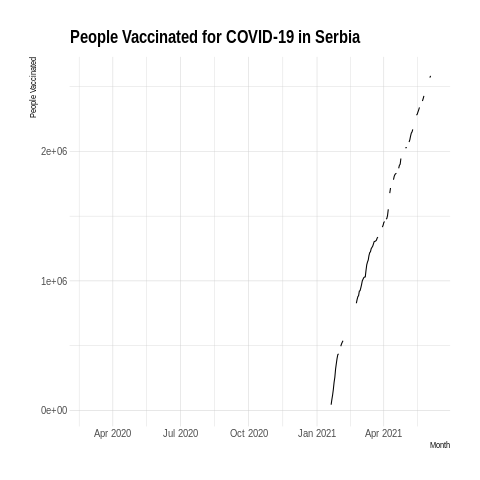 People Vaccinated for COVID-19 in Serbia
People Vaccinated
2e+06
1e+06
0e+00
Apr 2020 Jul 2020 Oct 2020 Jan 2021 Apr 2021
Month